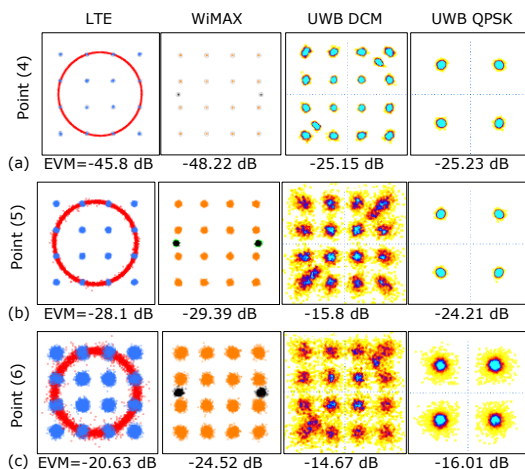 LTE WiMAX UWB DCM UWB QPSK
Point (4)
(a) EVM=-45.8 dB -48.22 dB -25.15 dB -25.23 dB
Point (5)
(b) EVM=-28.1 dB -29.39 dB -15.8 dB -24.21 dB
Point (6)
(c) EVM=-20.63 dB -24.52 dB -14.67 dB -16.01 dB